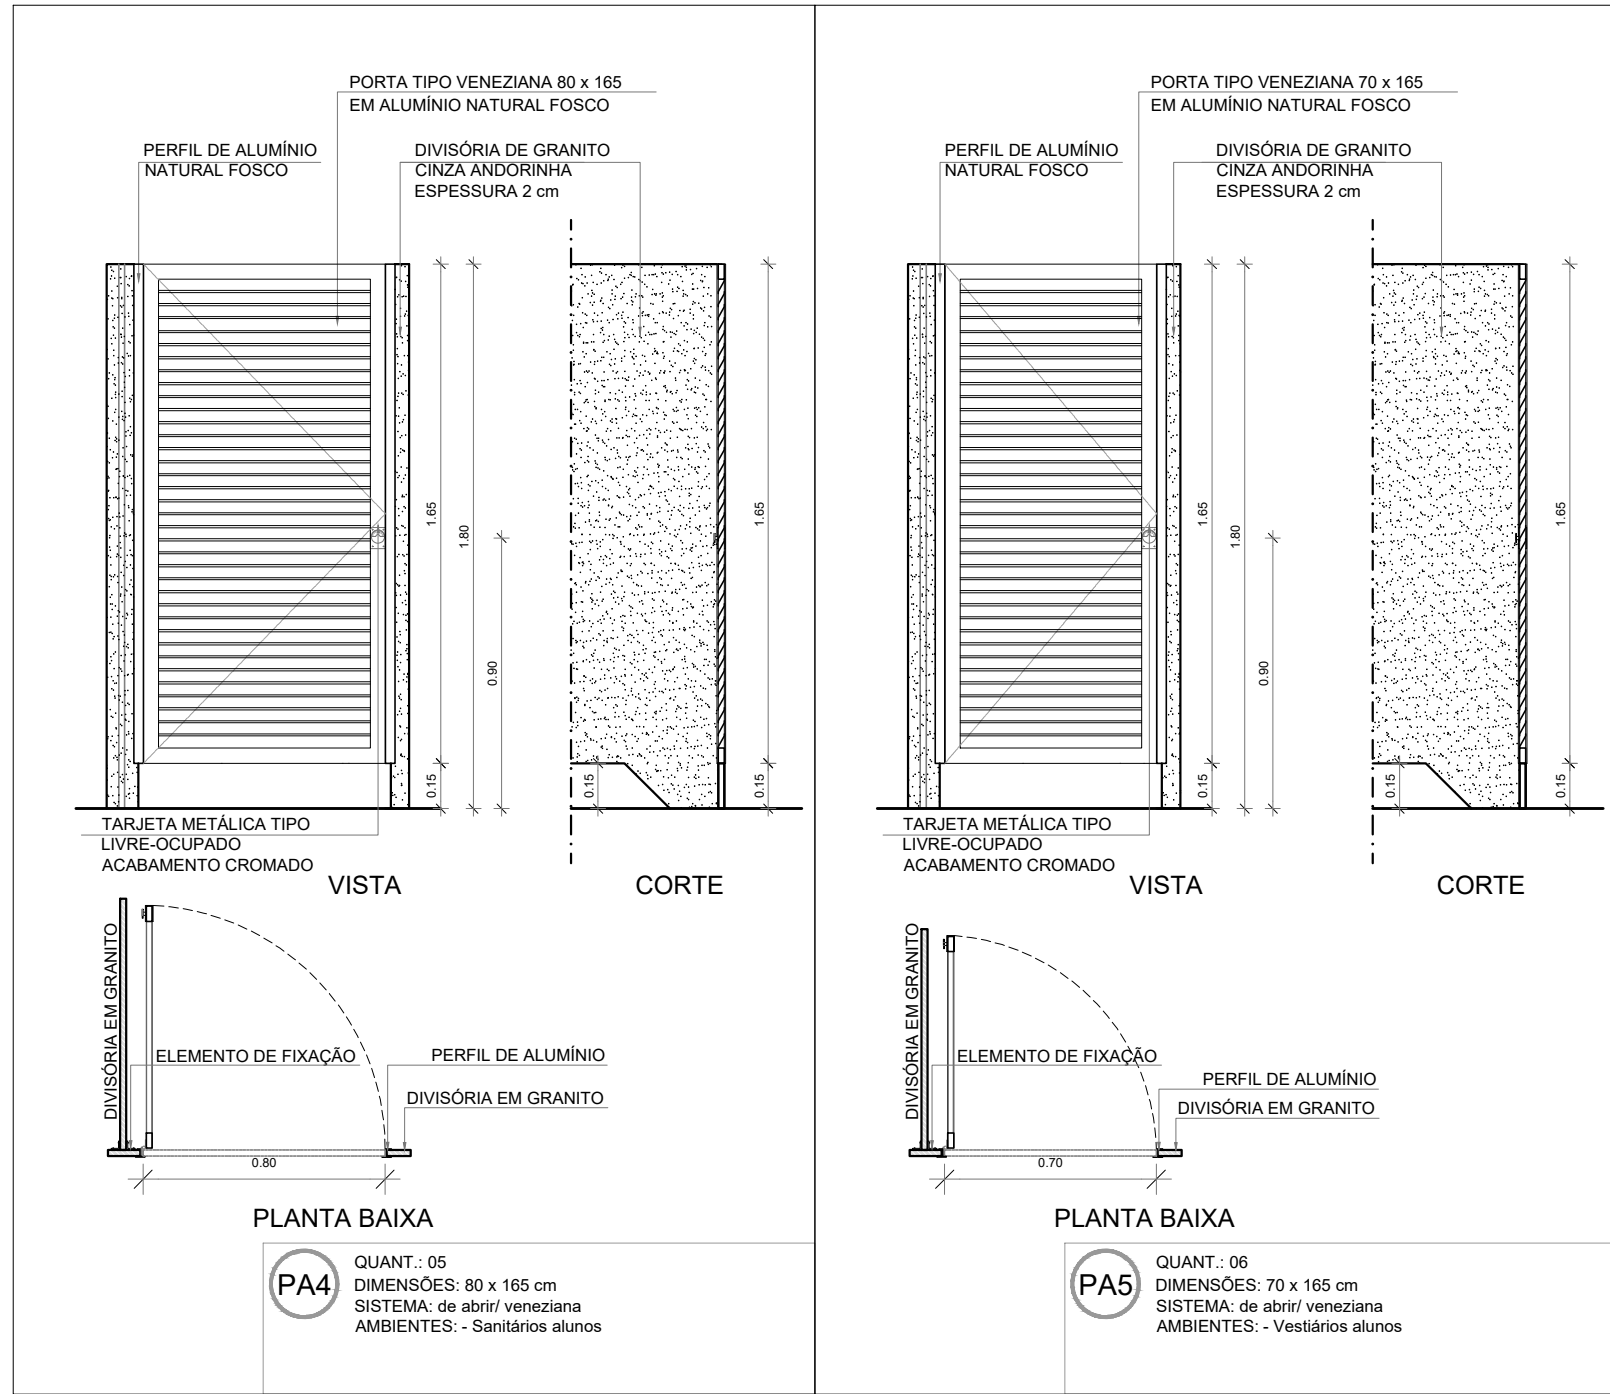 PORTA TIPO VENEZIANA 80 x 165
EM ALUMÍNIO NATURAL FOSCO
PERFIL DE ALUMÍNIO
NATURAL FOSCO
DIVISÓRIA DE GRANITO
CINZA ANDORINHA
ESPESSURA 2 cm
1.65
1.80
0.90
0.15
1.65
0.15
0.15
TARJETA METÁLICA TIPO
LIVRE-OCUPADO
ACABAMENTO CROMADO
VISTA
CORTE
DIVISÓRIA EM GRANITO
ELEMENTO DE FIXAÇÃO
PERFIL DE ALUMÍNIO
DIVISÓRIA EM GRANITO
0.80
PLANTA BAIXA
PA4
QUANT.: 05
DIMENSÕES: 80 x 165 cm
SISTEMA: de abrir/ veneziana
AMBIENTES: - Sanitários alunos
PORTA TIPO VENEZIANA 70 x 165
EM ALUMÍNIO NATURAL FOSCO
PERFIL DE ALUMÍNIO
NATURAL FOSCO
DIVISÓRIA DE GRANITO
CINZA ANDORINHA
ESPESSURA 2 cm
1.65
1.80
0.90
0.15
1.65
0.15
0.15
TARJETA METÁLICA TIPO
LIVRE-OCUPADO
ACABAMENTO CROMADO
VISTA
CORTE
DIVISÓRIA EM GRANITO
ELEMENTO DE FIXAÇÃO
PERFIL DE ALUMÍNIO
DIVISÓRIA EM GRANITO
0.70
PLANTA BAIXA
PA5
QUANT.: 06
DIMENSÕES: 70 x 165 cm
SISTEMA: de abrir/ veneziana
AMBIENTES: - Vestiários alunos